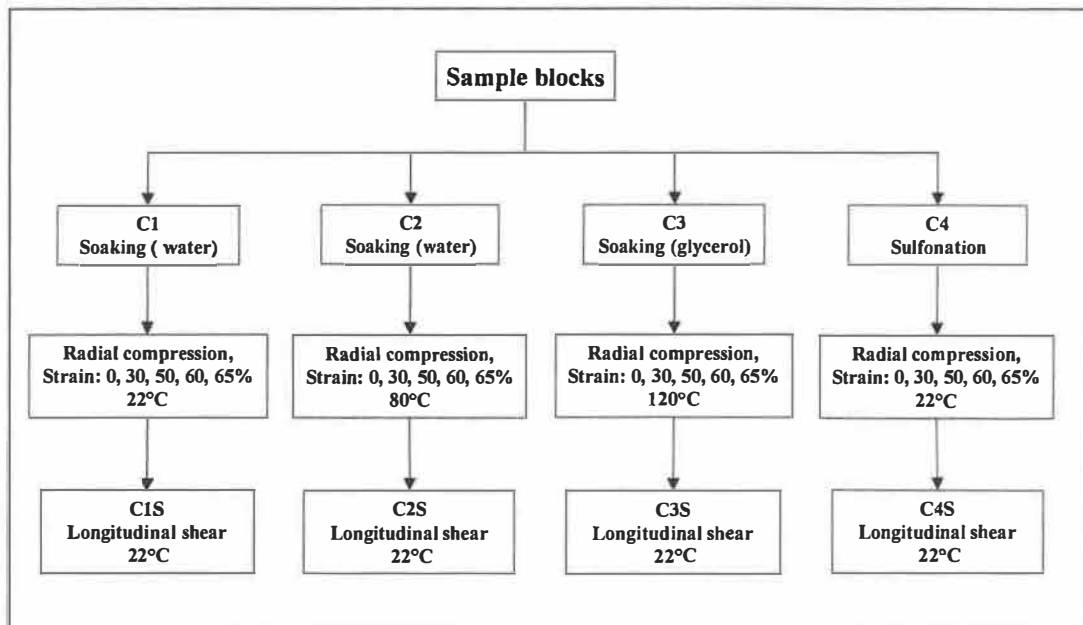 Sample blocks
C1
Soaking ( water)
C2
Soaking (water)
C3
Soaking (glycerol)
C4
Sulfonation
Radial compression,
Strain: 0, 30, 50, 60, 65%
22°C
Radial compression,
Strain: 0, 30, 50, 60, 65%
80°C
Radial compression,
Strain: 0, 30, 50, 60, 65%
120°C
Radial compression,
Strain: 0, 30, 50, 60, 65%
22°C
C1S
Longitudinal shear
22°C
C2S
Longitudinal shear
22°C
C3S
Longitudinal shear
22°C
C4S
Longitudinal shear
22°C